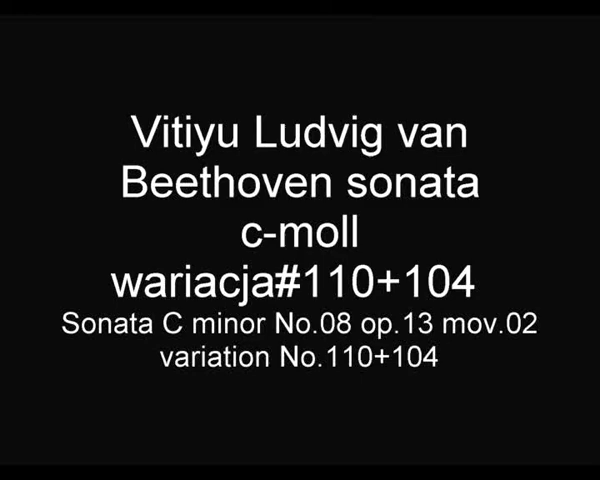 Vitiyu Ludvig van
Beethoven sonata
c-moll
wariacja#110+104
Sonata C minor No.08 op.13 mov.02
variation No.110+104